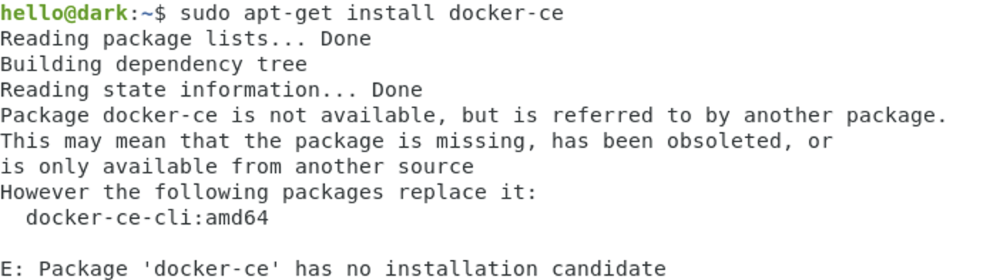 hello@dark:~$ sudo apt-get install docker-ce
Reading package lists... Done
Building dependency tree
Reading state information... Done
Package docker-ce is not available, but is referred to by another package.
This may mean that the package is missing, has been obsoleted, or
is only available from another source
However the following packages replace it:
  docker-ce-cli:amd64

E: Package 'docker-ce' has no installation candidate